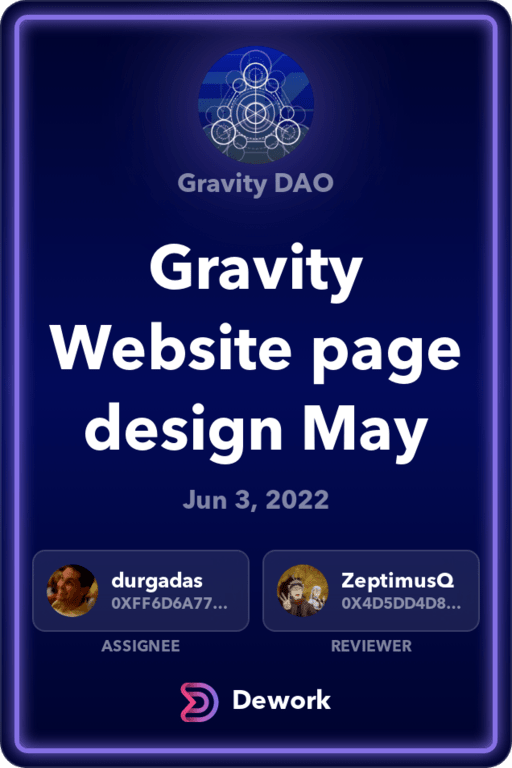 Gravity DAO
Gravity
Website page
design May
Jun 3, 2022
durgadas
0XFF6D6A77...
ASSIGNEE
ZeptimusQ
0X4D5DD4D8...
REVIEWER
Dework